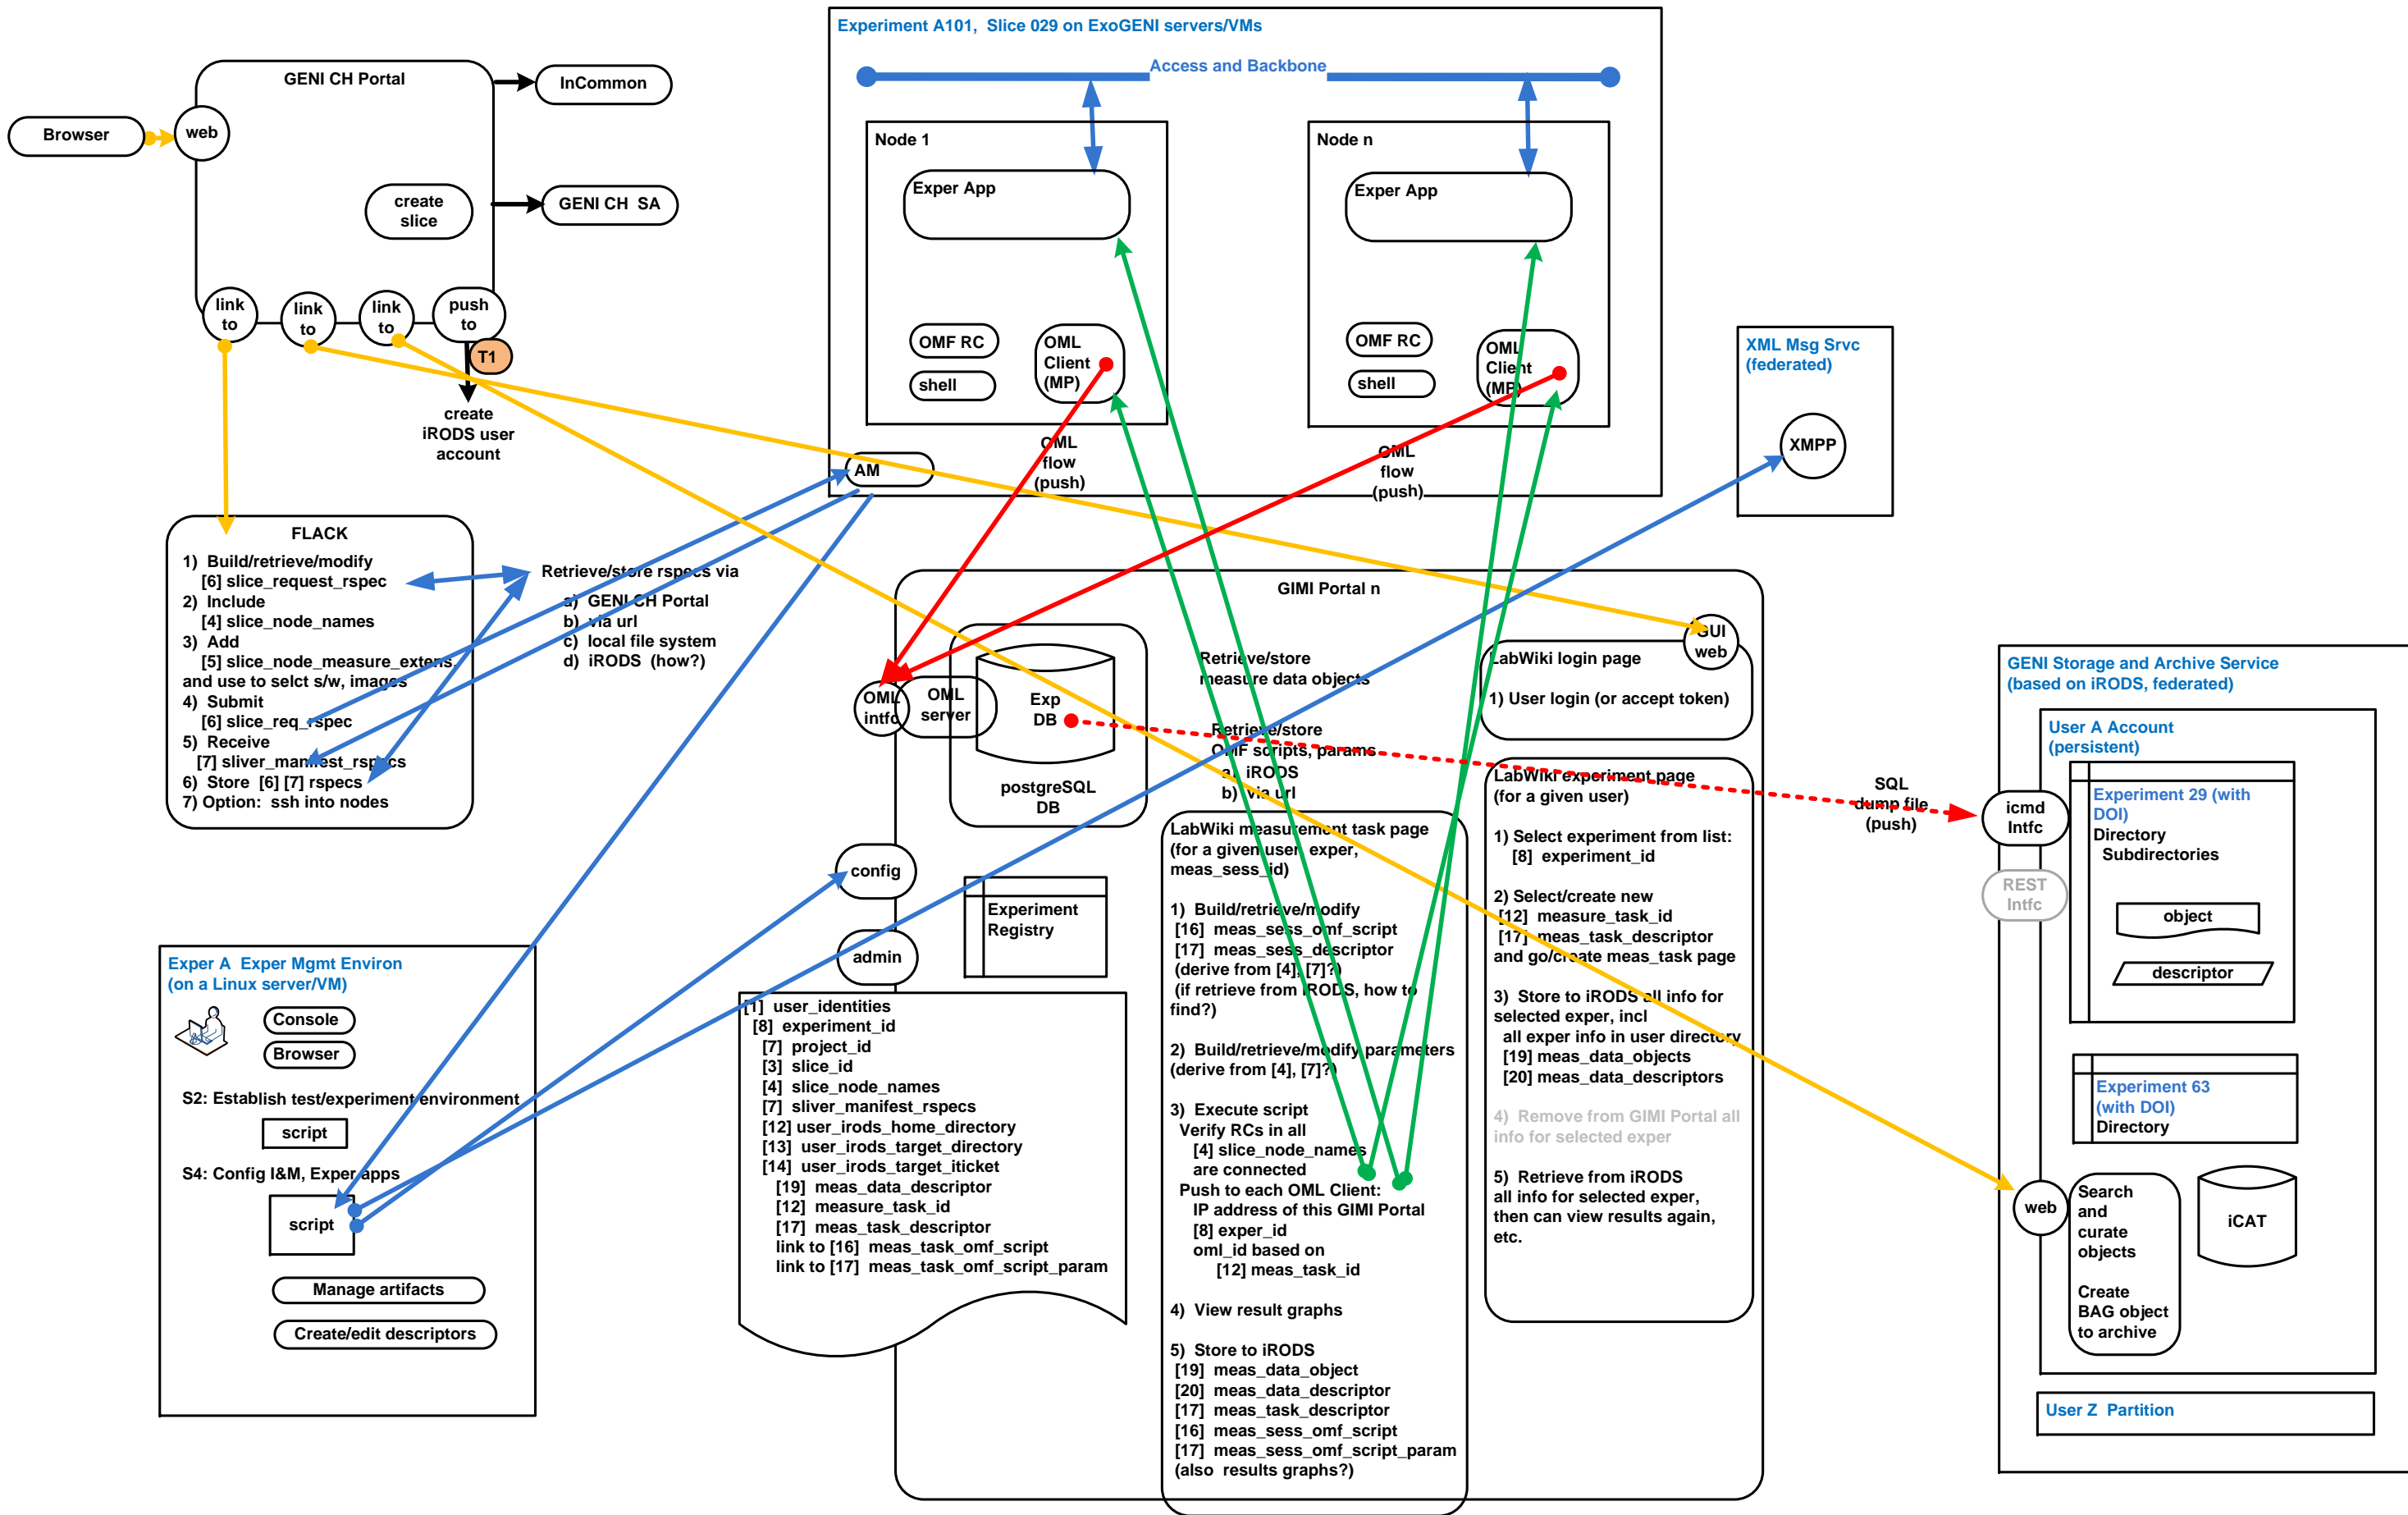 Experiment A101,  Slice 029 on ExoGENI servers/VMs
Access and Backbone
GENI CH Portal
InCommon
Browser
web
create
slice
GENI CH  SA
link
to
link
to
link
to
push
to
T1
create
iRODS user
account
Node 1
Exper App
OMF RC
shell
OML
Client
(MP)
Node n
Exper App
OMF RC
shell
OML
Client
(MP)
AM
OML
flow
(push)
OML
flow
(push)
XML Msg Srvc
(federated)
XMPP
FLACK
1)  Build/retrieve/modify
[6] slice_request_rspec
2)  Include
[4] slice_node_names
3)  Add
[5] slice_node_measure_extens,
and use to selct s/w, images
4)  Submit
[6] slice_req_rspec
5)  Receive
[7] sliver_manifest_rspecs
6)  Store  [6] [7] rspecs
7) Option:  ssh into nodes
Retrieve/store rspecs via
a)  GENI CH Portal
b)  via url
c)  local file system
d)  iRODS  (how?)
GIMI Portal n
OML
intfc
OML
server
Exp
DB
postgreSQL
DB
Retrieve/store
measure data objects
Retrieve/store
OMF scripts, params
a)  iRODS
b)  via url
GUI
web
LabWiki login page
1)  User login (or accept token)
LabWiki experiment page
(for a given user)
1) Select experiment from list:
[8]  experiment_id
2) Select/create new
[12]  measure_task_id
[17]  meas_task_descriptor
and go/create meas_task page
3)  Store to iRODS all info for
selected exper, incl
all exper info in user directory
[19] meas_data_objects
[20] meas_data_descriptors
4)  Remove from GIMI Portal all
info for selected exper
5)  Retrieve from iRODS
all info for selected exper,
then can view results again,
etc.
LabWiki measurement task page
(for a given user  exper,
meas_sess_id)
1)  Build/retrieve/modify
[16]  meas_sess_omf_script
[17]  meas_sess_descriptor
(derive from [4], [7]?)
(if retrieve from iRODS, how to
find?)
2)  Build/retrieve/modify parameters
(derive from [4], [7]?)
3)  Execute script
Verify RCs in all
[4] slice_node_names
are connected
Push to each OML Client:
IP address of this GIMI Portal
[8] exper_id
oml_id based on
[12] meas_task_id
4)  View result graphs
5)  Store to iRODS
[19]  meas_data_object
[20]  meas_data_descriptor
[17]  meas_task_descriptor
[16]  meas_sess_omf_script
[17]  meas_sess_omf_script_param
(also  results graphs?)
config
admin
Experiment
Registry
[1]  user_identities
[8]  experiment_id
[7]  project_id
[3]  slice_id
[4]  slice_node_names
[7]  sliver_manifest_rspecs
[12] user_irods_home_directory
[13]  user_irods_target_directory
[14]  user_irods_target_iticket
[19]  meas_data_descriptor
[12]  measure_task_id
[17]  meas_task_descriptor
link to [16]  meas_task_omf_script
link to [17]  meas_task_omf_script_param
Exper A  Exper Mgmt Environ
(on a Linux server/VM)
Console
Browser
S2: Establish test/experiment environment
script
S4: Config I&M, Exper apps
script
Manage artifacts
Create/edit descriptors
SQL
dump file
(push)
GENI Storage and Archive Service
(based on iRODS, federated)
User A Account
(persistent)
icmd
Intfc
REST
Intfc
Experiment 29 (with
DOI)
Directory
Subdirectories
object
descriptor
Experiment 63
(with DOI)
Directory
web
Search
and
curate
objects
Create
BAG object
to archive
iCAT
User Z  Partition